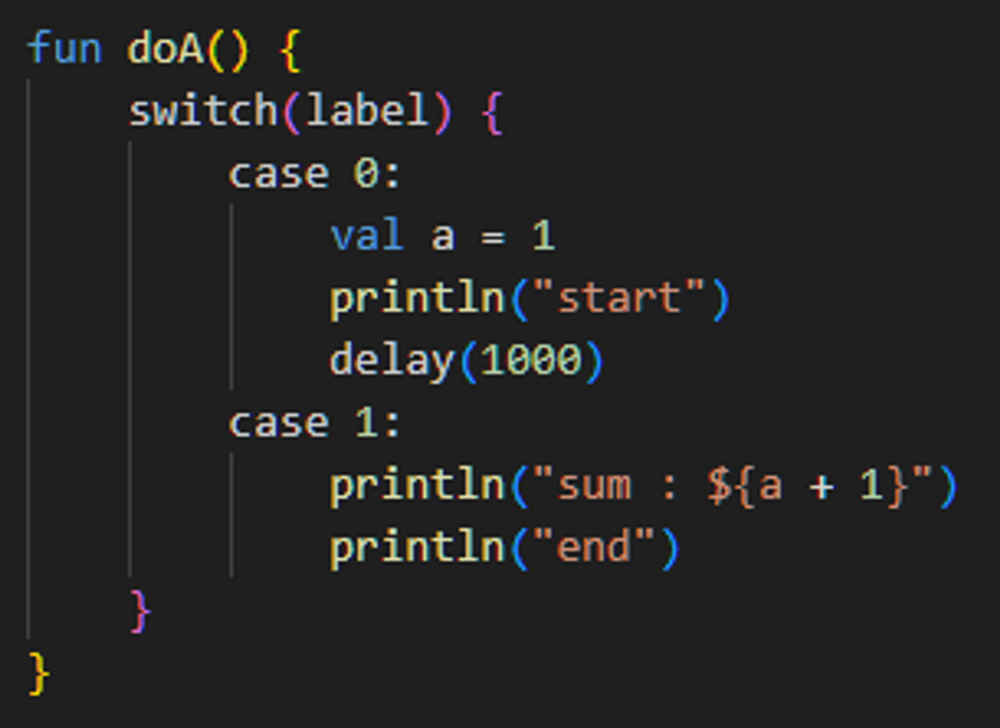 fun doA() {
    switch(label) {
        case 0:
            val a = 1
            println("start")
            delay(1000)
        case 1:
            println("sum : ${a + 1}")
            println("end")
    }
}